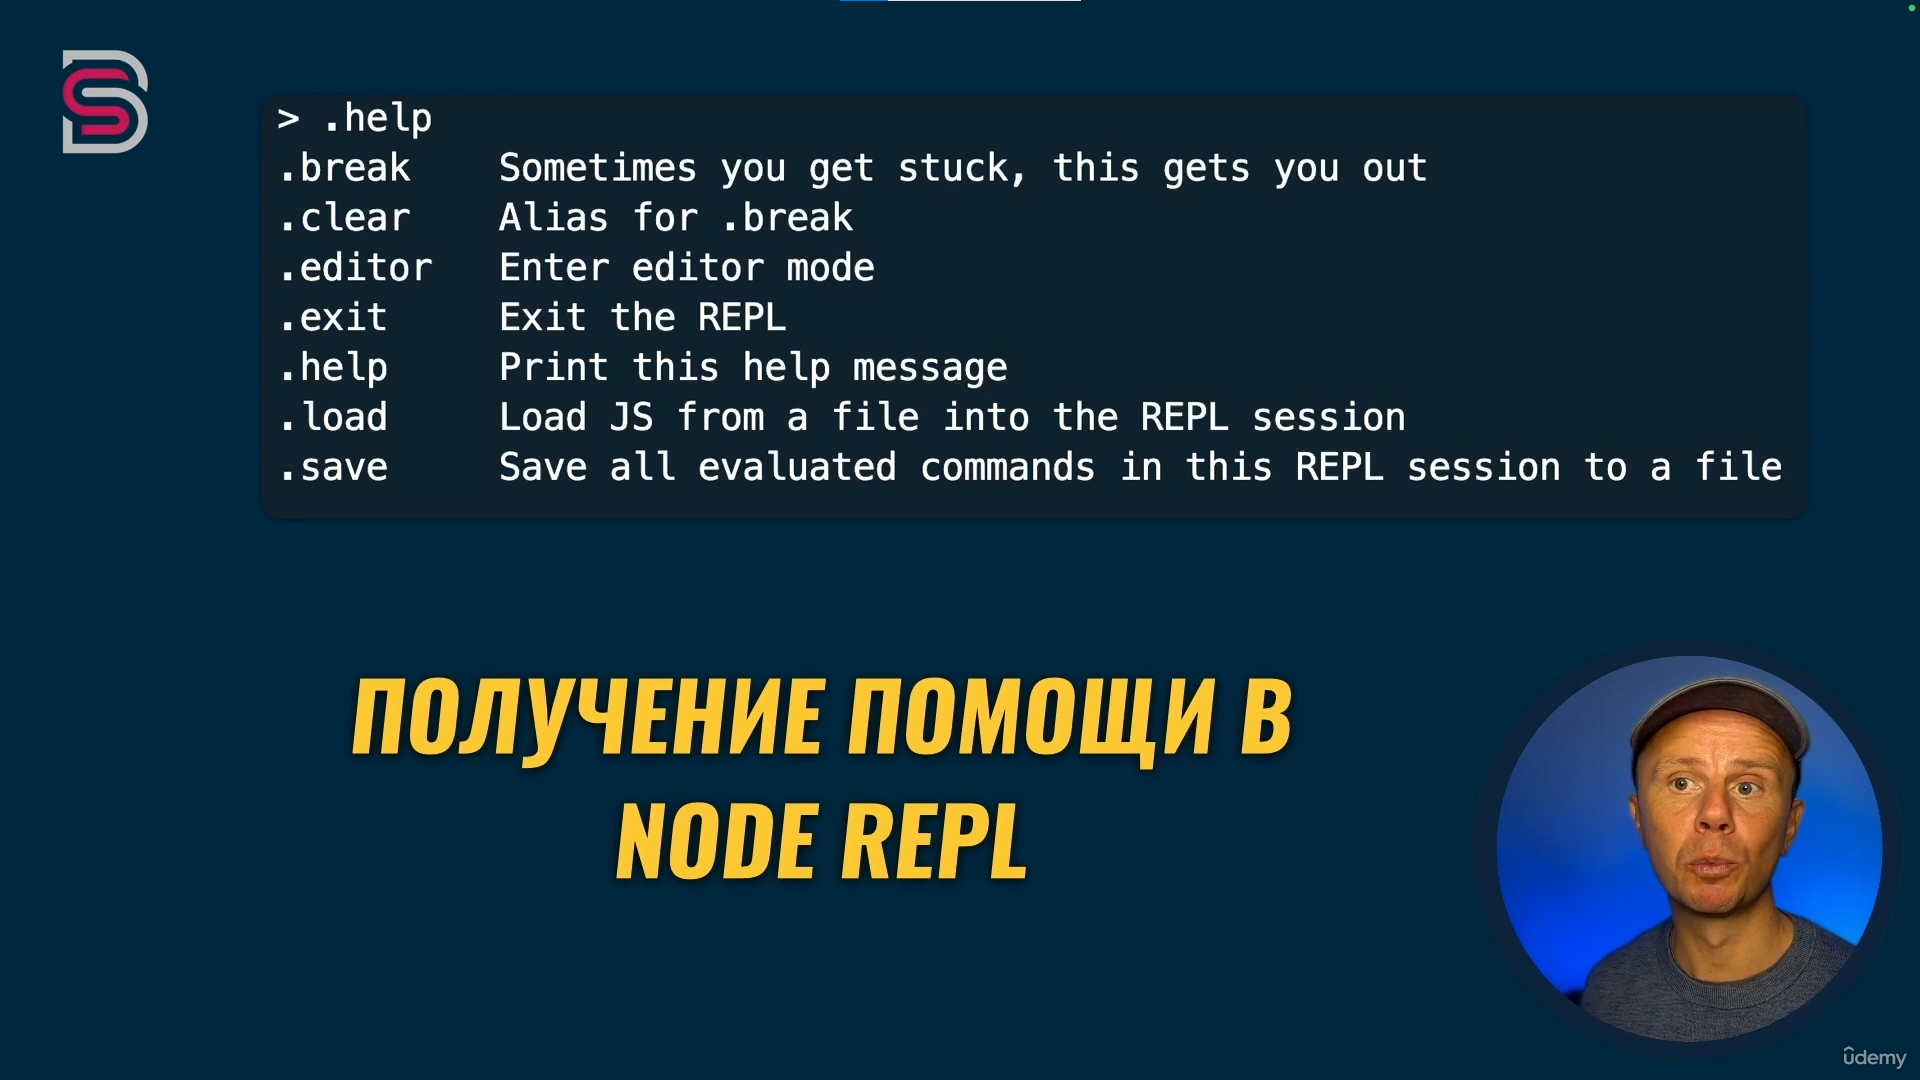 > .help
.break    Sometimes you get stuck, this gets you out
.clear    Alias for .break
.editor   Enter editor mode
.exit     Exit the REPL
.help     Print this help message
.load     Load JS from a file into the REPL session
.save     Save all evaluated commands in this REPL session to a file
ПОЛУЧЕНИЕ ПОМОЩИ В
NODE REPL
ûdemy